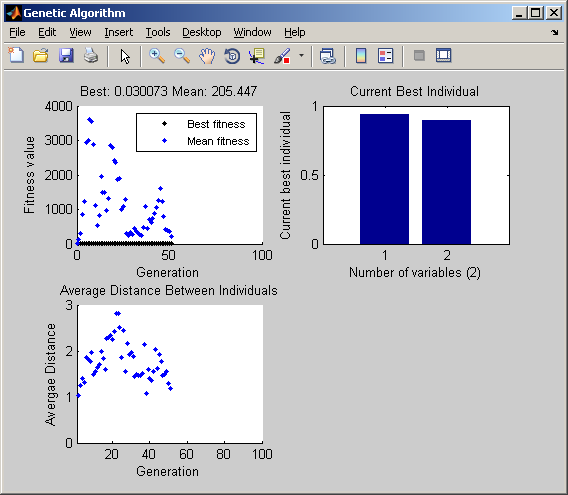 Genetic Algorithm
File Edit View Insert Tools Desktop Window Help
Best: 0.030073 Mean: 205.447
4000
3000
2000
1000
0
Fitness value
Best fitness
Mean fitness
0 50 100
Generation
Current Best Individual
1
0.5
0
Current best individual
1 2
Number of variables (2)
Average Distance Between Individuals
3
2
1
0
Avergae Distance
20 40 60 80 100
Generation